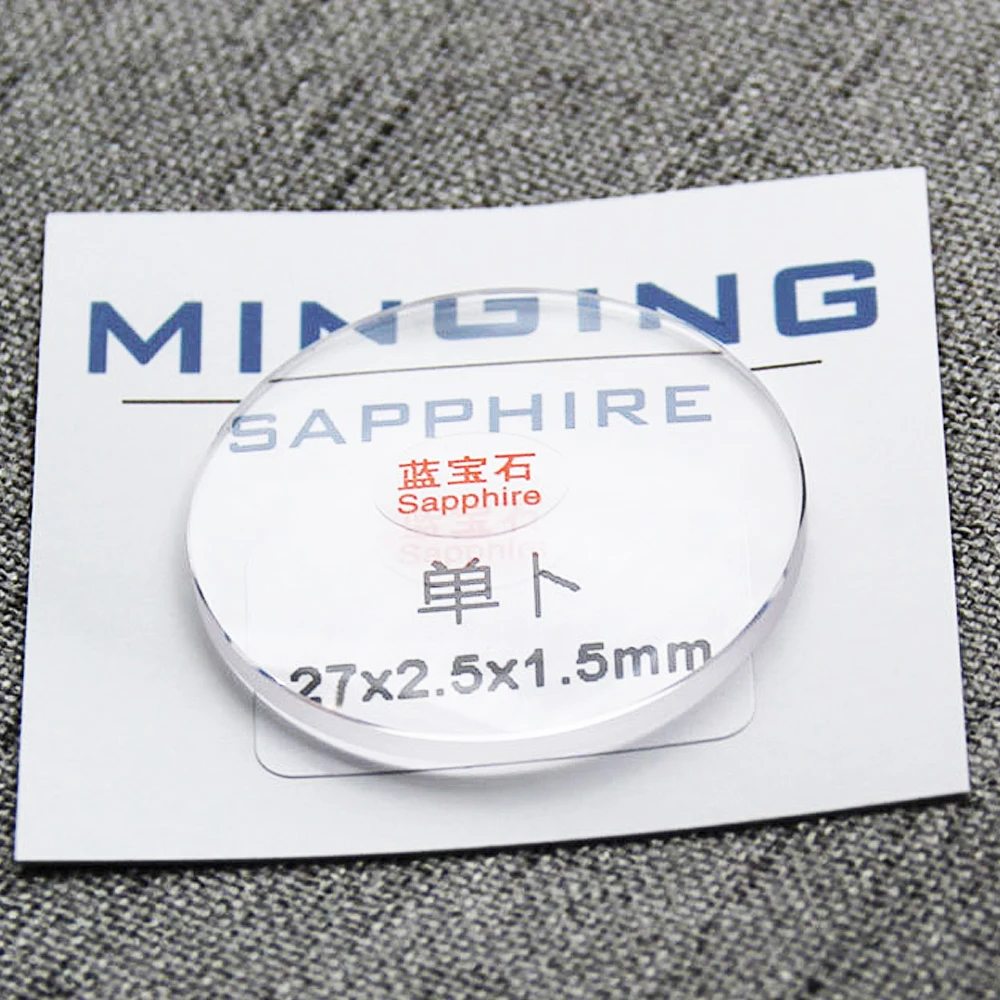 MINGING
SAPPHIRE
蓝宝石
Sapphire
单卜
27x2.5x1.5mm